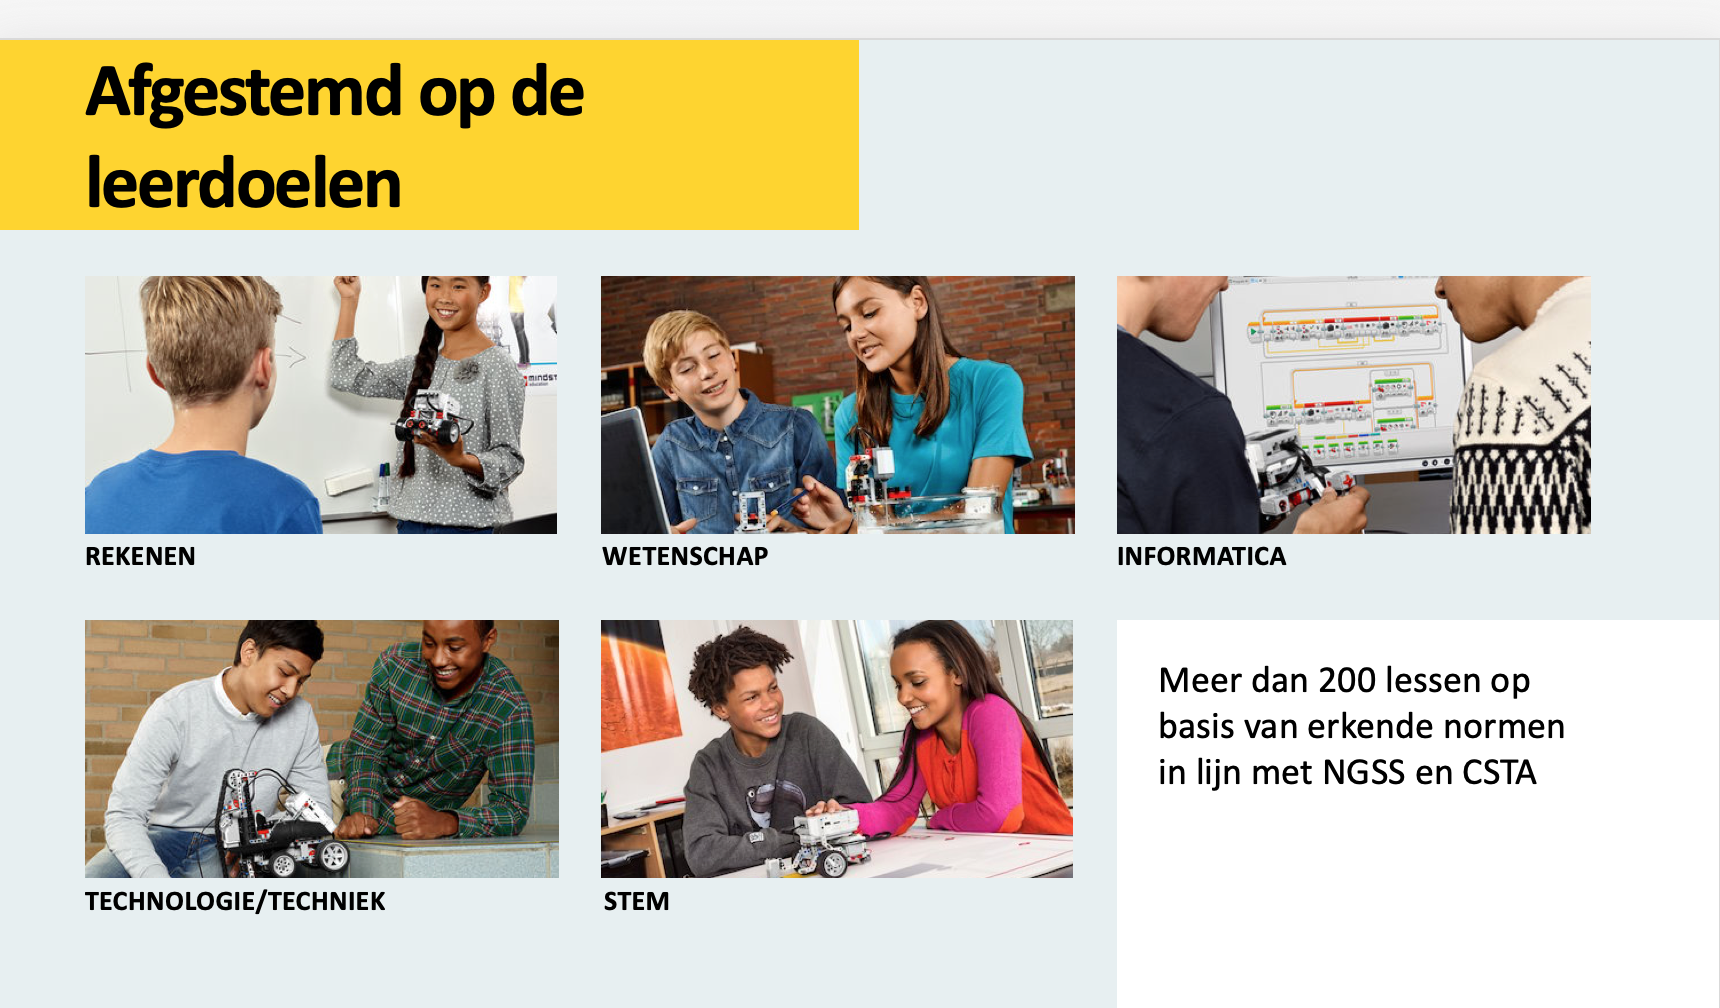 Afgestemd op de
leerdoelen
REKENEN
WETENSCHAP
INFORMATICA
TECHNOLOGIE/TECHNIEK
STEM
Meer dan 200 lessen op
basis van erkende normen
in lijn met NGSS en CSTA